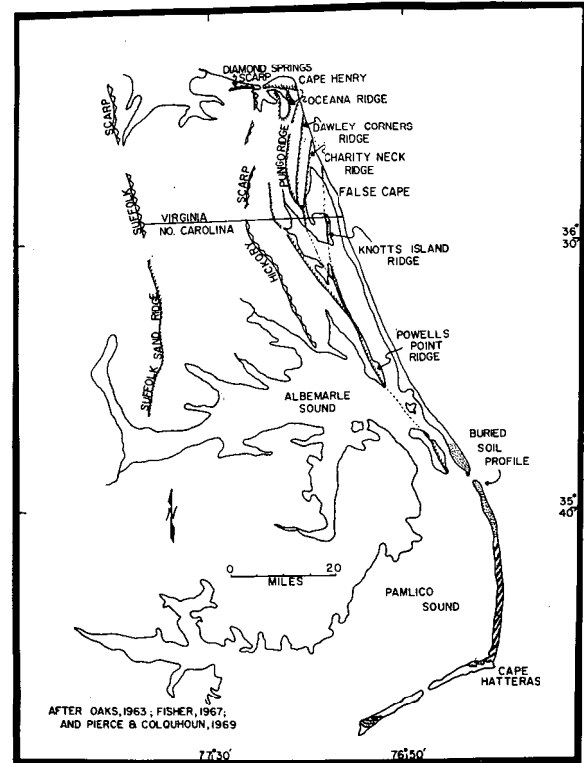 DIAMOND SPRINGS
SCARP
CAPE HENRY
OCEANA RIDGE
SCARP
DAWLEY CORNERS
RIDGE
PUNGO RIDGE
CHARITY NECK
RIDGE
SCARP
FALSE CAPE
SUFFOLK
VIRGINIA
NO. CAROLINA
36°
30'
KNOTTS ISLAND
RIDGE
HICKORY
SUFFOLK SAND RIDGE
POWELLS
POINT
RIDGE
ALBEMARLE
SOUND
BURIED
SOIL
PROFILE
N
35°
40'
0 20
MILES
PAMLICO
SOUND
CAPE
HATTERAS
AFTER OAKS, 1963; FISHER, 1967;
AND PIERCE & COLQUHOUN, 1969
77°30'
76°50'